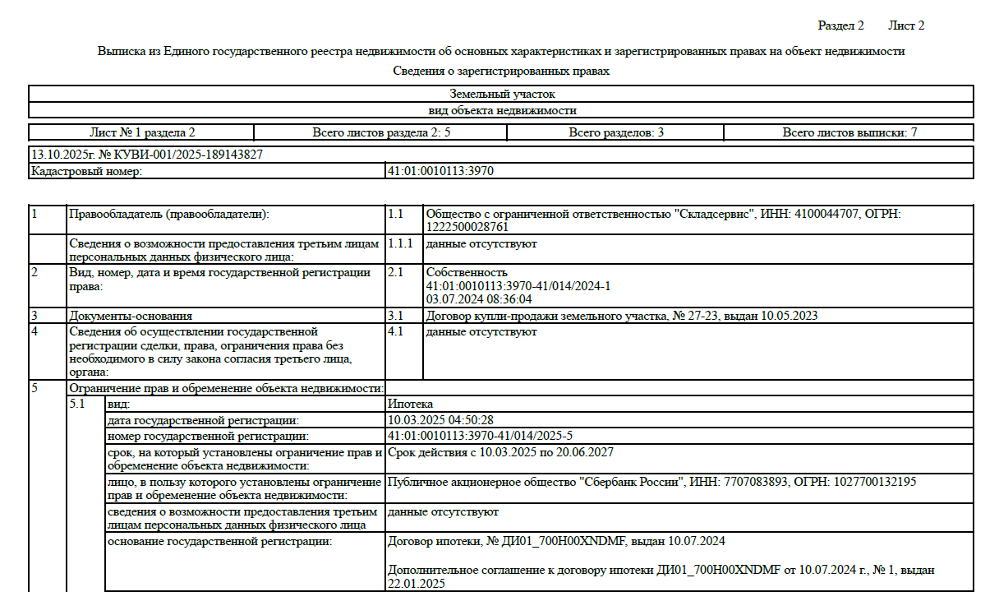 Раздел 2 Лист 2
Выписка из Единого государственного реестра недвижимости об основных характеристиках и зарегистрированных правах на объект недвижимости
Сведения о зарегистрированных правах
Земельный участок
вид объекта недвижимости
Лист № 1 раздела 2 Всего листов раздела 2: 5 Всего разделов: 3 Всего листов выписки: 7
13.10.2025г. № КУВИ-001/2025-189143827
Кадастровый номер: 41:01:0010113:3970
1 Правообладатель (правообладатели): 1.1 Общество с ограниченной ответственностью "Складсервис", ИНН: 4100044707, ОГРН:
1222500028761
Сведения о возможности предоставления третьим лицам 1.1.1 данные отсутствуют
персональных данных физического лица:
2 Вид, номер, дата и время государственной регистрации 2.1 Собственность
права: 41:01:0010113:3970-41/014/2024-1
03.07.2024 08:36:04
3 Документы-основания 3.1 Договор купли-продажи земельного участка, № 27-23, выдан 10.05.2023
4 Сведения об осуществлении государственной 4.1 данные отсутствуют
регистрации сделки, права, ограничения права без
необходимого в силу закона согласия третьего лица,
органа:
5 Ограничение прав и обременение объекта недвижимости:
5.1 вид: Ипотека
дата государственной регистрации: 10.03.2025 04:50:28
номер государственной регистрации: 41:01:0010113:3970-41/014/2025-5
срок, на который установлены ограничение прав и Срок действия с 10.03.2025 по 20.06.2027
обременение объекта недвижимости:
лицо, в пользу которого установлены ограничение Публичное акционерное общество "Сбербанк России", ИНН: 7707083893, ОГРН: 1027700132195
прав и обременение объекта недвижимости:
сведения о возможности предоставления третьим данные отсутствуют
лицам персональных данных физического лица
основание государственной регистрации: Договор ипотеки, № ДИ01_700Н00XNDMF, выдан 10.07.2024
Дополнительное соглашение к договору ипотеки ДИ01_700Н00XNDMF от 10.07.2024 г., № 1, выдан
22.01.2025